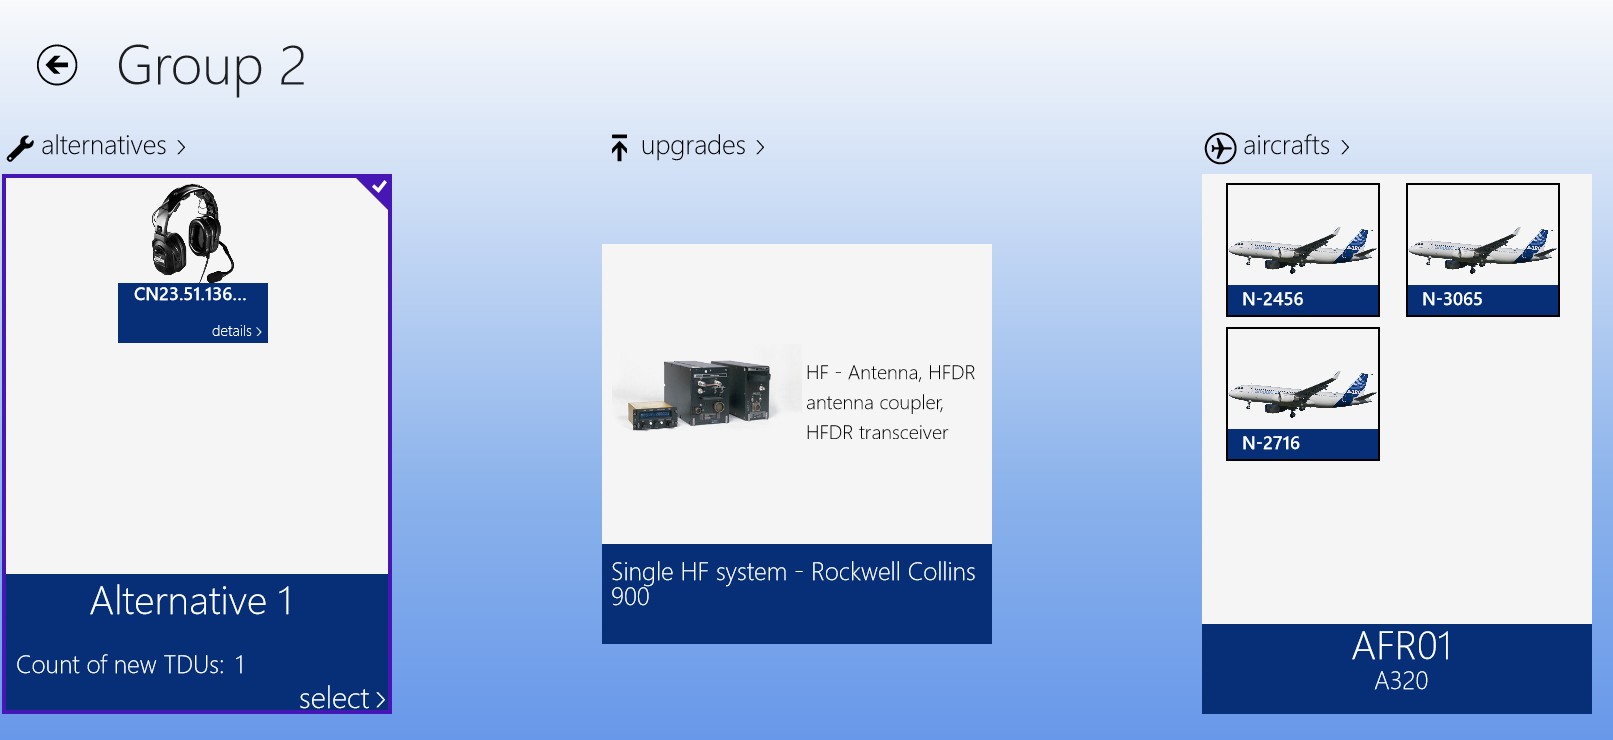 Group 2
alternatives
CN23.51.136...
details
Alternative 1
Count of new TDUs: 1
select
upgrades
HF - Antenna, HFDR
antenna coupler,
HFDR transceiver
Single HF system - Rockwell Collins
900
aircrafts
N-2456
N-3065
N-2716
AFR01
A320